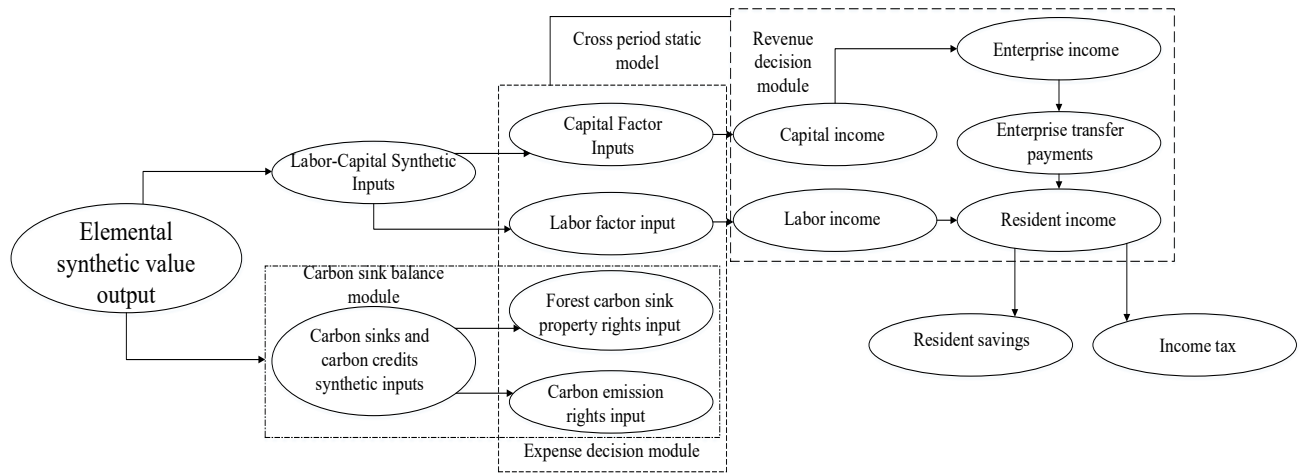 Cross period static
model
Revenue
decision
module
Enterprise income
Capital Factor
Inputs
Capital income
Enterprise transfer
payments
Labor-Capital Synthetic
Inputs
Labor factor input
Labor income
Resident income
Elemental
synthetic value
output
Carbon sink balance
module
Forest carbon sink
property rights input
Carbon sinks and
carbon credits
synthetic inputs
Resident savings
Income tax
Carbon emission
rights input
Expense decision module